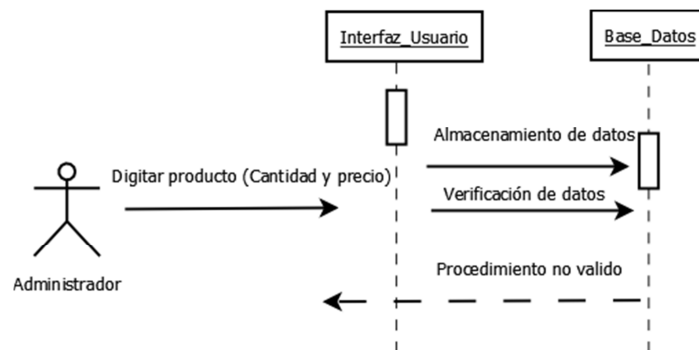 Interfaz_Usuario
Base_Datos
Almacenamiento de datos
Digitar producto (Cantidad y precio)
Verificación de datos
Procedimiento no valido
Administrador